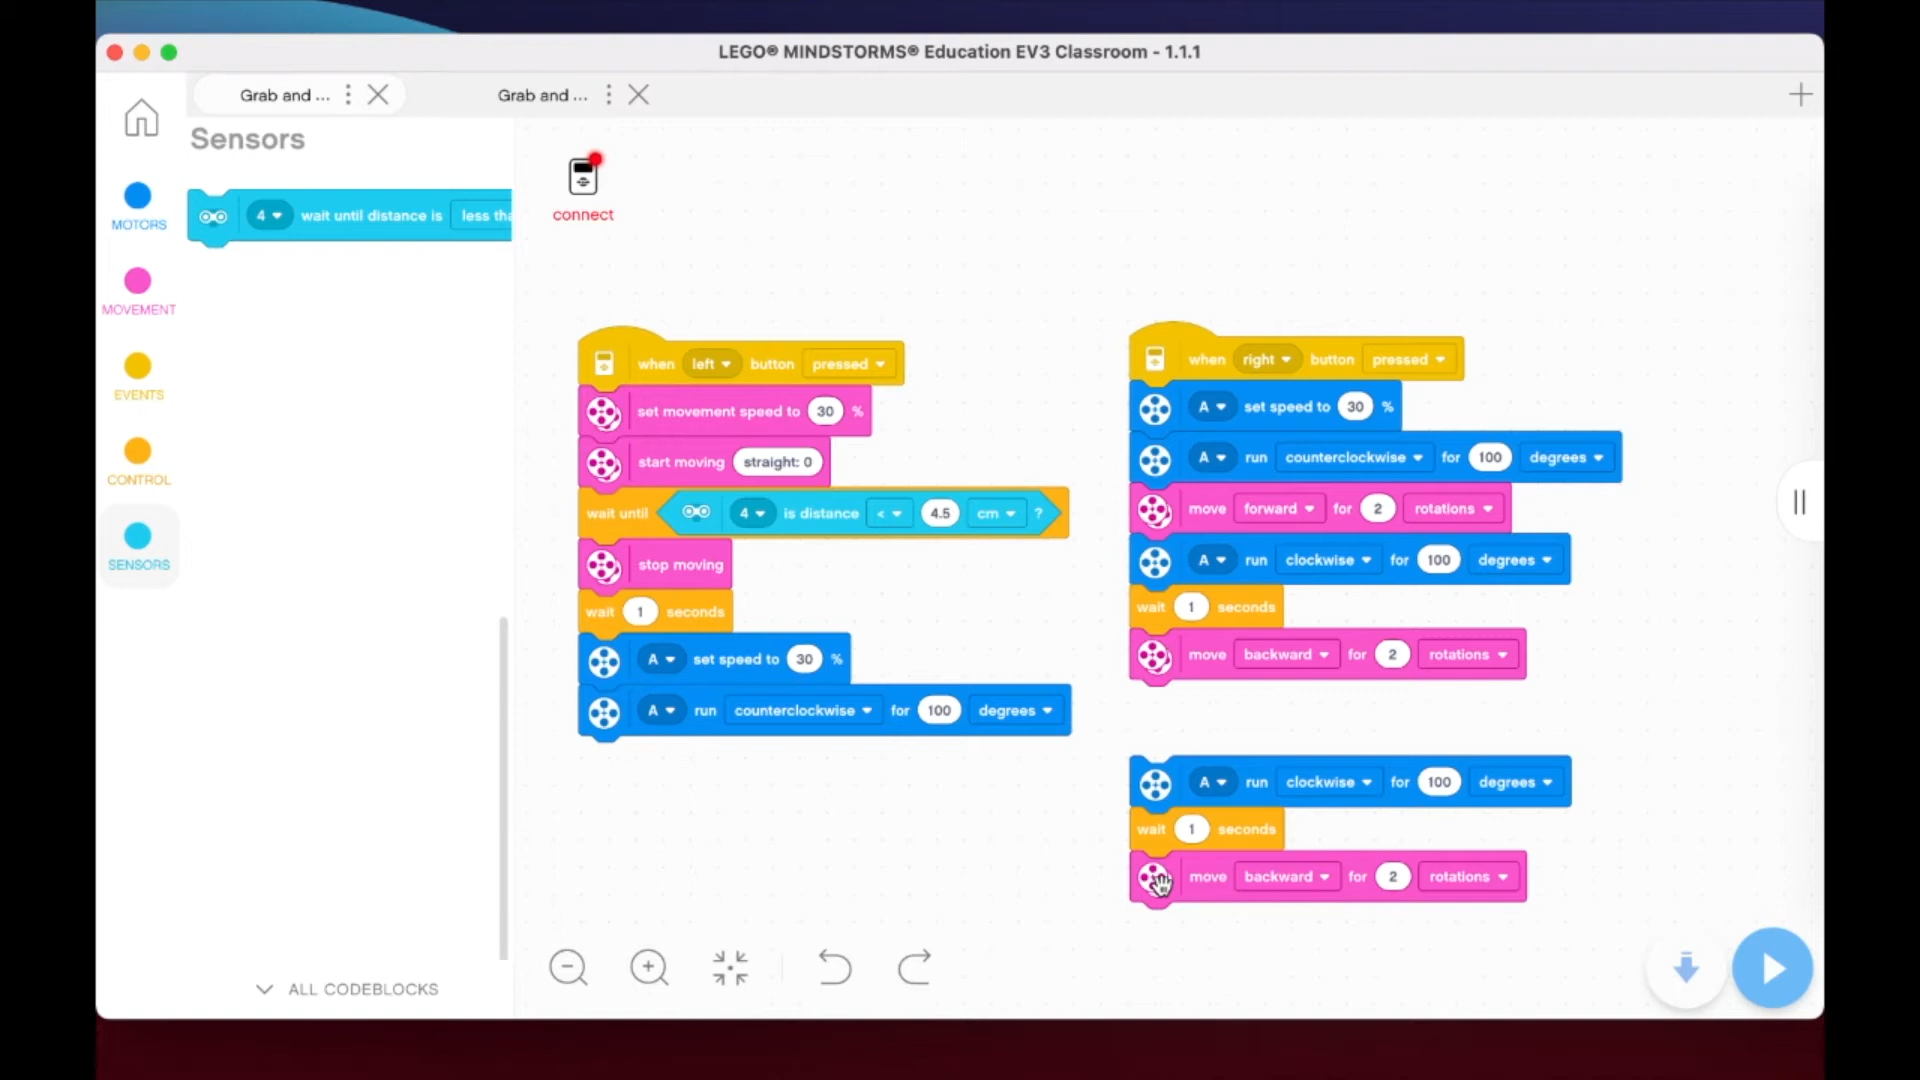 LEGO® MINDSTORMS® Education EV3 Classroom - 1.1.1
Grab and ...
Grab and ...
Sensors
MOTORS
MOVEMENT
EVENTS
CONTROL
SENSORS
4 wait until distance is less tha
ALL CODEBLOCKS
connect
when left button pressed
set movement speed to 30 %
start moving straight: 0
wait until 4 is distance < 4.5 cm ?
stop moving
wait 1 seconds
A set speed to 30 %
A run counterclockwise for 100 degrees
when right button pressed
A set speed to 30 %
A run counterclockwise for 100 degrees
move forward for 2 rotations
A run clockwise for 100 degrees
wait 1 seconds
move backward for 2 rotations
A run clockwise for 100 degrees
wait 1 seconds
move backward for 2 rotations